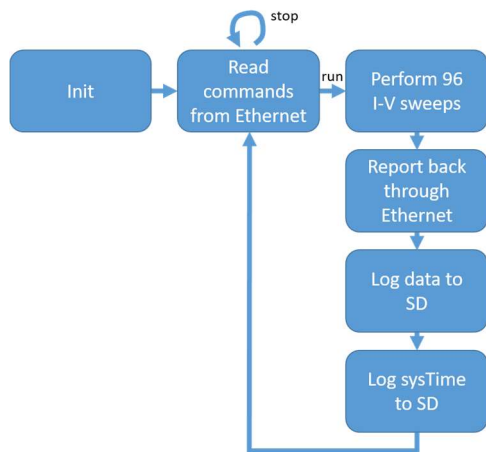 stop
Init
Read
commands
from Ethernet
run
Perform 96
I-V sweeps
Report back
through
Ethernet
Log data to
SD
Log sysTime
to SD